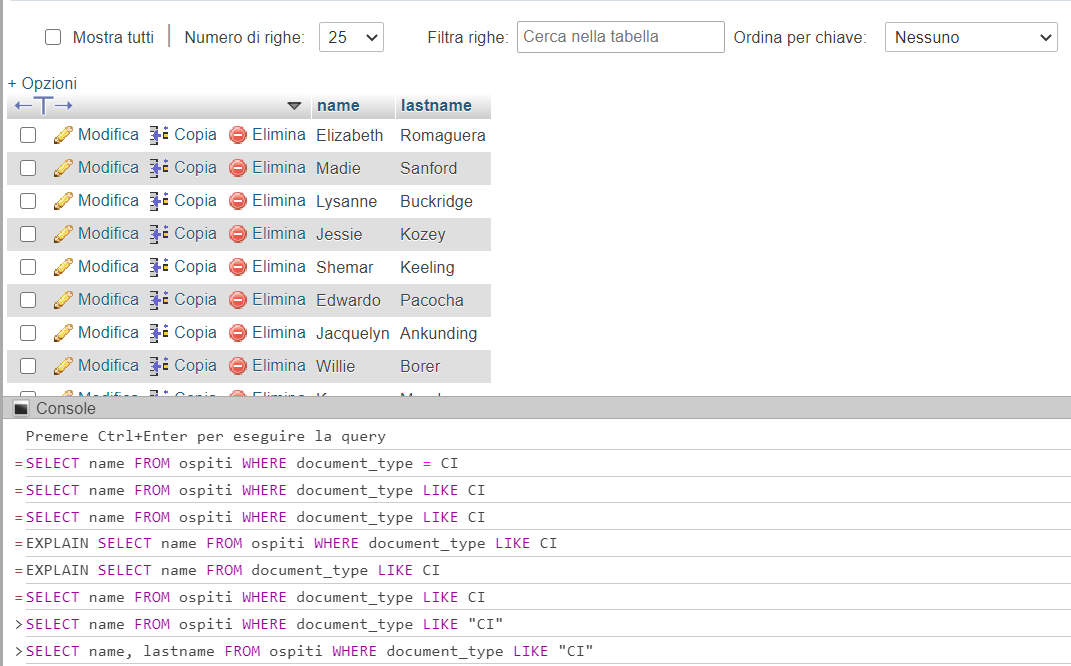 Mostra tutti | Numero di righe: 25 Filtra righe: Cerca nella tabella Ordina per chiave: Nessuno
+ Opzioni
←T→ name lastname
Modifica Copia Elimina Elizabeth Romaguera
Modifica Copia Elimina Madie Sanford
Modifica Copia Elimina Lysanne Buckridge
Modifica Copia Elimina Jessie Kozey
Modifica Copia Elimina Shemar Keeling
Modifica Copia Elimina Edwardo Pacocha
Modifica Copia Elimina Jacquelyn Ankunding
Modifica Copia Elimina Willie Borer
Modifica Copia Elimina
Console
Premere Ctrl+Enter per eseguire la query
=SELECT name FROM ospiti WHERE document_type = CI
=SELECT name FROM ospiti WHERE document_type LIKE CI
=SELECT name FROM ospiti WHERE document_type LIKE CI
=EXPLAIN SELECT name FROM ospiti WHERE document_type LIKE CI
=EXPLAIN SELECT name FROM document_type LIKE CI
=SELECT name FROM ospiti WHERE document_type LIKE CI
>SELECT name FROM ospiti WHERE document_type LIKE "CI"
>SELECT name, lastname FROM ospiti WHERE document_type LIKE "CI"